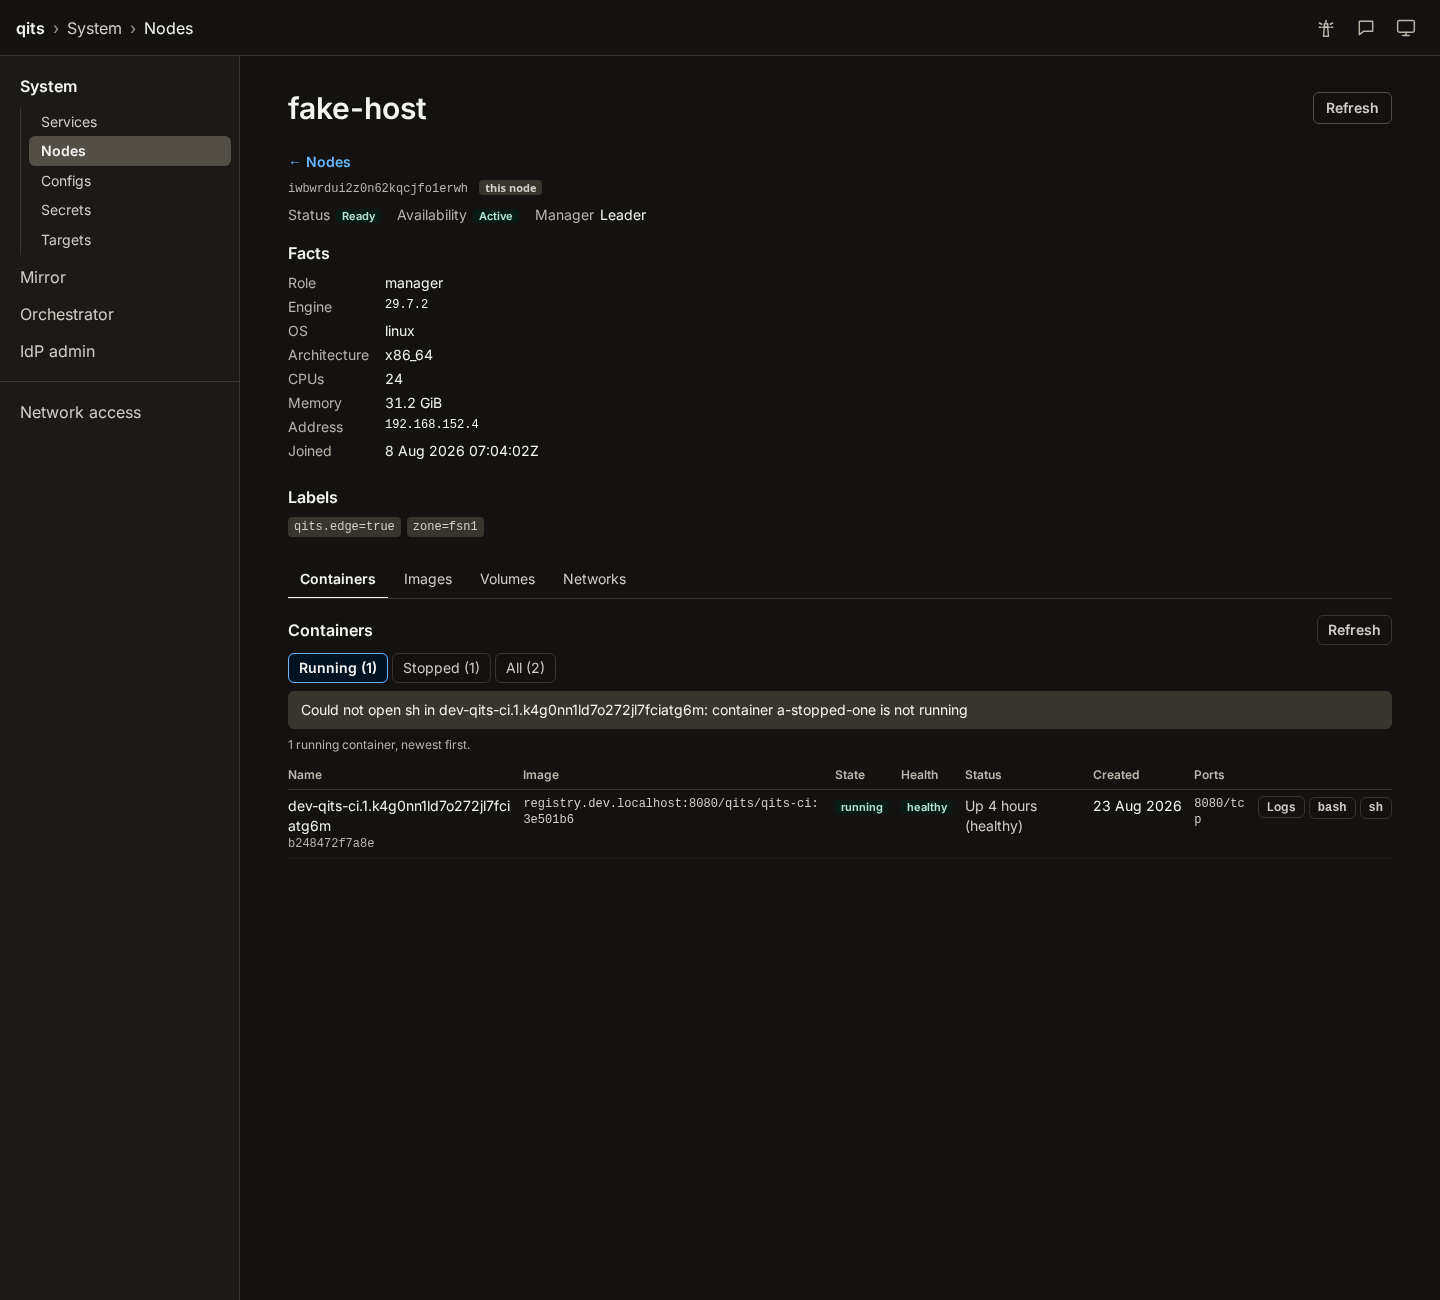 qits › System › Nodes
System
Services
Nodes
Configs
Secrets
Targets
Mirror
Orchestrator
IdP admin
Network access
fake-host
Refresh
← Nodes
iwbwrdui2z0n62kqcjfo1erwh this node
Status Ready Availability Active Manager Leader
Facts
Role manager
Engine 29.7.2
OS linux
Architecture x86_64
CPUs 24
Memory 31.2 GiB
Address 192.168.152.4
Joined 8 Aug 2026 07:04:02Z
Labels
qits.edge=true zone=fsn1
Containers Images Volumes Networks
Containers
Refresh
Running (1) Stopped (1) All (2)
Could not open sh in dev-qits-ci.1.k4g0nn1ld7o272jl7fciatg6m: container a-stopped-one is not running
1 running container, newest first.
Name Image State Health Status Created Ports
dev-qits-ci.1.k4g0nn1ld7o272jl7fci
atg6m
b248472f7a8e
registry.dev.localhost:8080/qits/qits-ci:
3e501b6
running
healthy
Up 4 hours
(healthy)
23 Aug 2026
8080/tc
p
Logs bash sh